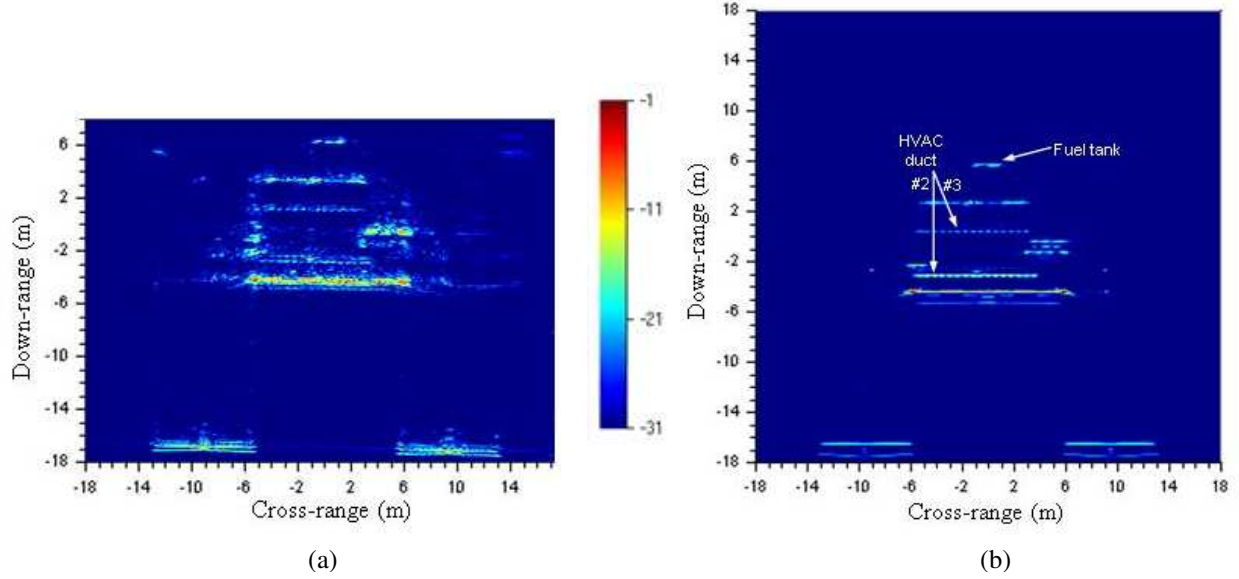 18
14
10
6
2
-2
-6
-10
-14
-18
-18 -14 -10 -6 -2 2 6 10 14 18
Down-range (m)
Cross-range (m)
HVAC
duct
#2 #3
Fuel tank
(b)
-1
-11
-21
-31
6
2
-2
-6
-10
-14
-18
-18 -14 -10 -6 -2 2 6 10 14
Down-range (m)
Cross-range (m)
(a)